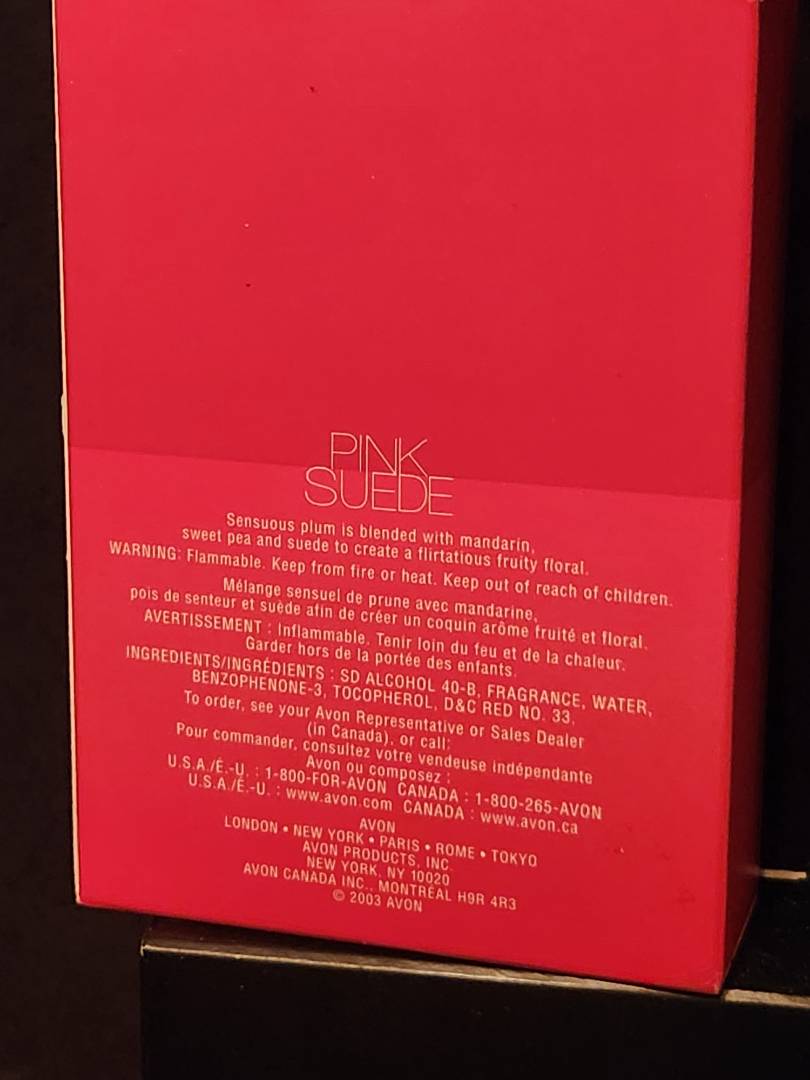 PINK
SUEDE
Sensuous plum is blended with mandarin,
sweet pea and suede to create a flirtatious fruity floral.
WARNING: Flammable. Keep from fire or heat. Keep out of reach of children.
Mélange sensuel de prune avec mandarine,
pois de senteur et suède afin de créer un coquin arôme fruité et floral.
AVERTISSEMENT : Inflammable. Tenir loin du feu et de la chaleur.
Garder hors de la portée des enfants.
INGREDIENTS/INGRÉDIENTS : SD ALCOHOL 40-B, FRAGRANCE, WATER,
BENZOPHENONE-3, TOCOPHEROL, D&C RED NO. 33.
To order, see your Avon Representative or Sales Dealer
(in Canada), or call:
Pour commander, consultez votre vendeuse indépendante
Avon ou composez :
U.S.A./É.-U. : 1-800-FOR-AVON CANADA : 1-800-265-AVON
U.S.A./É.-U. : www.avon.com CANADA : www.avon.ca
AVON
LONDON • NEW YORK • PARIS • ROME • TOKYO
AVON PRODUCTS, INC.
NEW YORK, NY 10020
AVON CANADA INC., MONTRÉAL H9R 4R3
© 2003 AVON